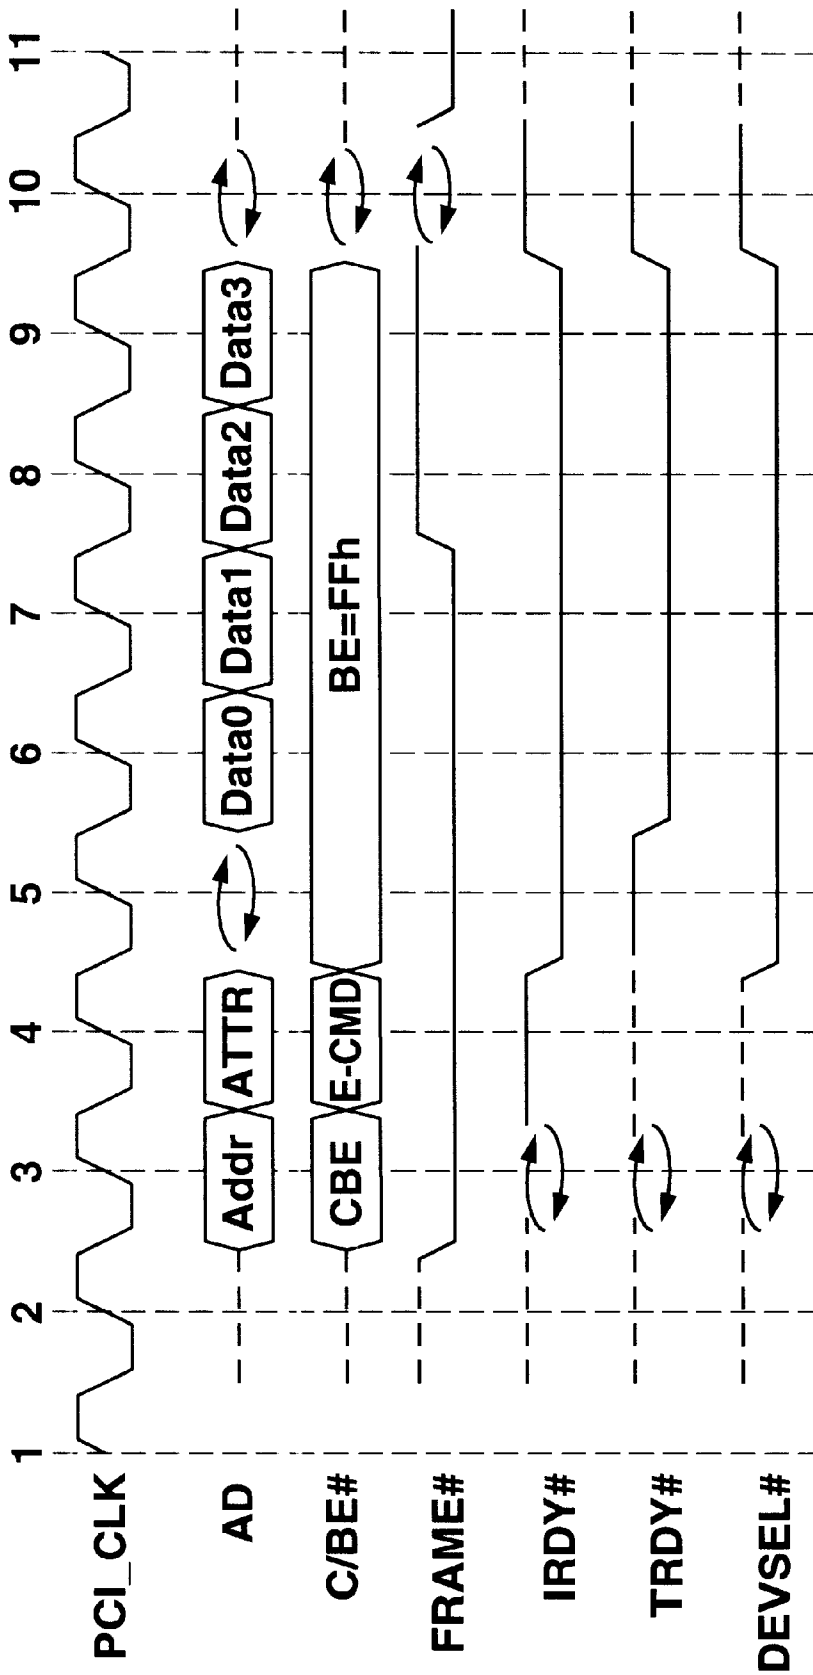 1 2 3 4 5 6 7 8 9 10 11
PCI_CLK
AD Addr ATTR Data0 Data1 Data2 Data3
C/BE# CBE E-CMD BE=FFh
FRAME#
IRDY#
TRDY#
DEVSEL#